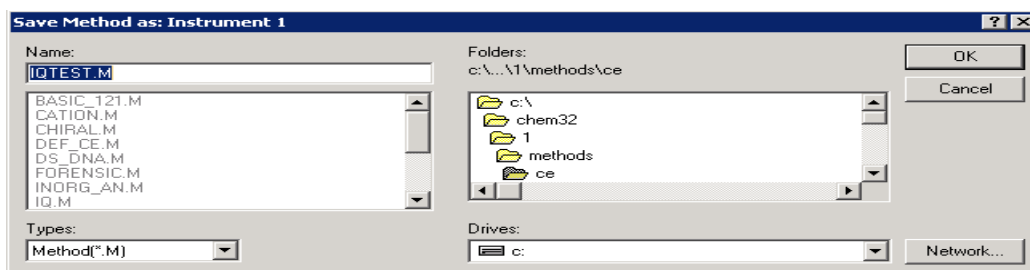 Save Method as: Instrument 1
Name:
IQTEST.M
BASIC_121.M
CATION.M
CHIRAL.M
DEF_CE.M
DS_DNA.M
FORENSIC.M
INORG_AN.M
IQ.M
Types:
Method(*.M)
Folders:
c:\...\1\methods\ce
c:\
chem32
1
methods
ce
Drives:
c:
OK
Cancel
Network...